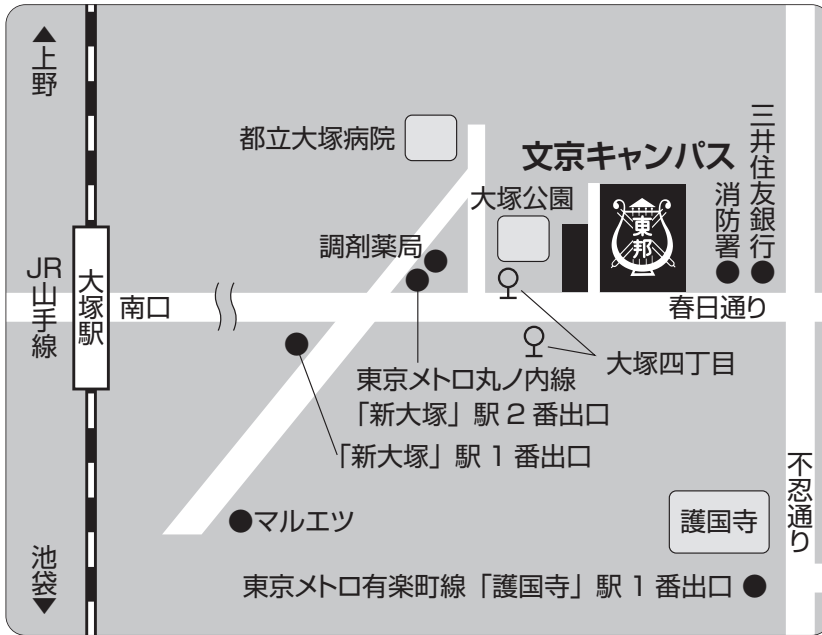 ▲上野
都立大塚病院
文京キャンパス
三井住友銀行
消防署
大塚公園
東邦
調剤薬局
JR山手線
大塚駅
南口
春日通り
大塚四丁目
東京メトロ丸ノ内線
「新大塚」駅 2 番出口
「新大塚」駅 1 番出口
マルエツ
不忍通り
護国寺
池袋▼
東京メトロ有楽町線「護国寺」駅 1 番出口